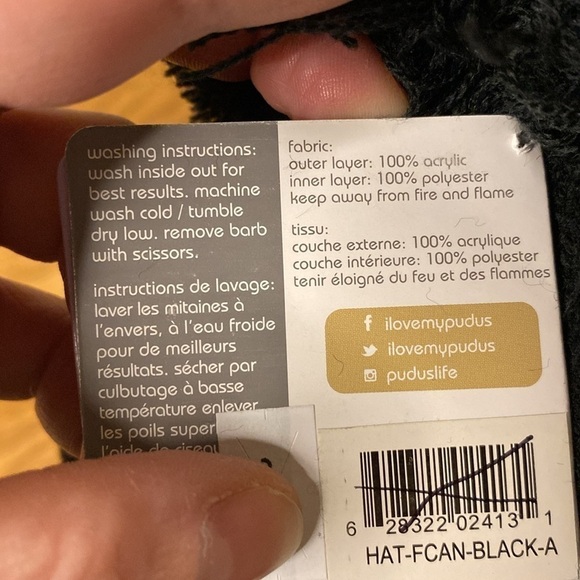 washing instructions:
wash inside out for
best results. machine
wash cold / tumble
dry low. remove barb
with scissors.
instructions de lavage:
laver les mitaines à
l'envers, à l'eau froide
pour de meilleurs
résultats. sécher par
culbutage à basse
température enlever
les poils super
l'aide de
fabric:
outer layer: 100% acrylic
inner layer: 100% polyester
keep away from fire and flame
tissu:
couche externe: 100% acrylique
couche intérieure: 100% polyester
tenir éloigné du feu et des flammes
ilovemypudus
ilovemypudus
puduslife
6 28322 02413 1
HAT-FCAN-BLACK-A